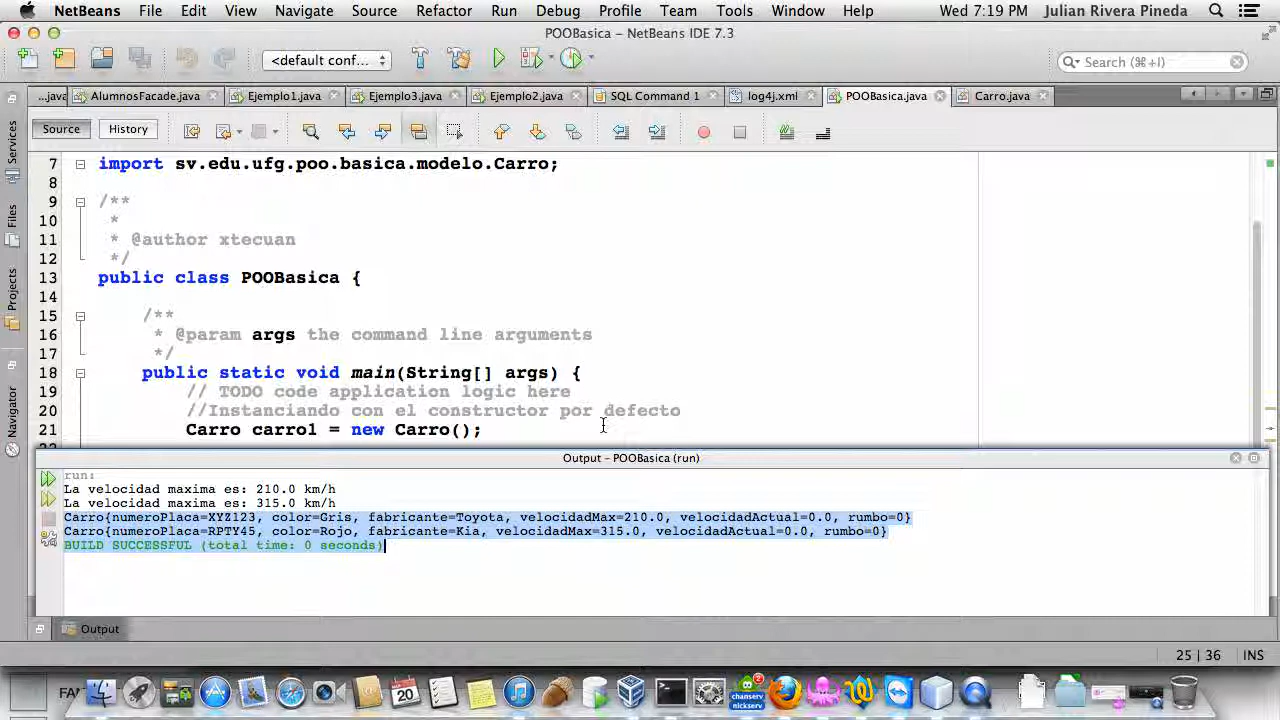 NetBeans File Edit View Navigate Source Refactor Run Debug Profile Team Tools Window Help Wed 7:19 PM Julian Rivera Pineda
POOBasica – NetBeans IDE 7.3
<default conf... Search (⌘+I)
...java AlumnosFacade.java Ejemplo1.java Ejemplo3.java Ejemplo2.java SQL Command 1 log4j.xml POOBasica.java Carro.java
Source History
Services
Files
Projects
Navigator
7 import sv.edu.ufg.poo.basica.modelo.Carro;
8
9 /**
10 *
11 * @author xtecuan
12 */
13 public class POOBasica {
14
15 /**
16 * @param args the command line arguments
17 */
18 public static void main(String[] args) {
19 // TODO code application logic here
20 //Instanciando con el constructor por defecto
21 Carro carro1 = new Carro();
Output – POOBasica (run)
run:
La velocidad maxima es: 210.0 km/h
La velocidad maxima es: 315.0 km/h
Carro{numeroPlaca=XYZ123, color=Gris, fabricante=Toyota, velocidadMax=210.0, velocidadActual=0.0, rumbo=0}
Carro{numeroPlaca=RPTY45, color=Rojo, fabricante=Kia, velocidadMax=315.0, velocidadActual=0.0, rumbo=0}
BUILD SUCCESSFUL (total time: 0 seconds)
Output
25 | 36 INS
FAM
20
chanserv
nickserv
2